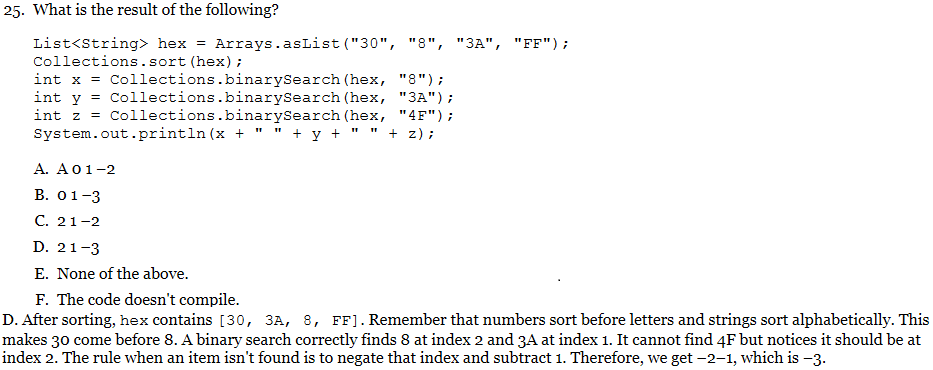 25. What is the result of the following?
List<String> hex = Arrays.asList("30", "8", "3A", "FF");
Collections.sort(hex);
int x = Collections.binarySearch(hex, "8");
int y = Collections.binarySearch(hex, "3A");
int z = Collections.binarySearch(hex, "4F");
System.out.println(x + " " + y + " " + z);
A. A 0 1 –2
B. 0 1 –3
C. 2 1 –2
D. 2 1 –3
E. None of the above.
F. The code doesn't compile.
D. After sorting, hex contains [30, 3A, 8, FF]. Remember that numbers sort before letters and strings sort alphabetically. This
makes 30 come before 8. A binary search correctly finds 8 at index 2 and 3A at index 1. It cannot find 4F but notices it should be at
index 2. The rule when an item isn't found is to negate that index and subtract 1. Therefore, we get –2–1, which is –3.